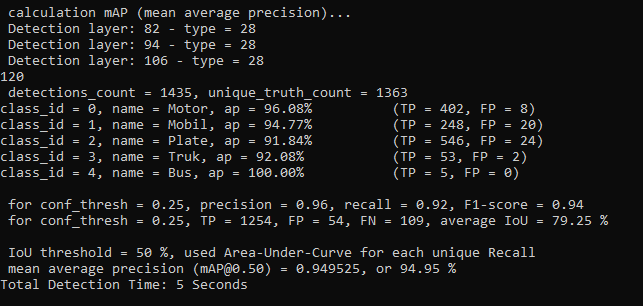 calculation mAP (mean average precision)...
Detection layer: 82 - type = 28
Detection layer: 94 - type = 28
Detection layer: 106 - type = 28
120
detections_count = 1435, unique_truth_count = 1363
class_id = 0, name = Motor, ap = 96.08% (TP = 402, FP = 8)
class_id = 1, name = Mobil, ap = 94.77% (TP = 248, FP = 20)
class_id = 2, name = Plate, ap = 91.84% (TP = 546, FP = 24)
class_id = 3, name = Truk, ap = 92.08% (TP = 53, FP = 2)
class_id = 4, name = Bus, ap = 100.00% (TP = 5, FP = 0)
for conf_thresh = 0.25, precision = 0.96, recall = 0.92, F1-score = 0.94
for conf_thresh = 0.25, TP = 1254, FP = 54, FN = 109, average IoU = 79.25 %
IoU threshold = 50 %, used Area-Under-Curve for each unique Recall
mean average precision (mAP@0.50) = 0.949525, or 94.95 %
Total Detection Time: 5 Seconds